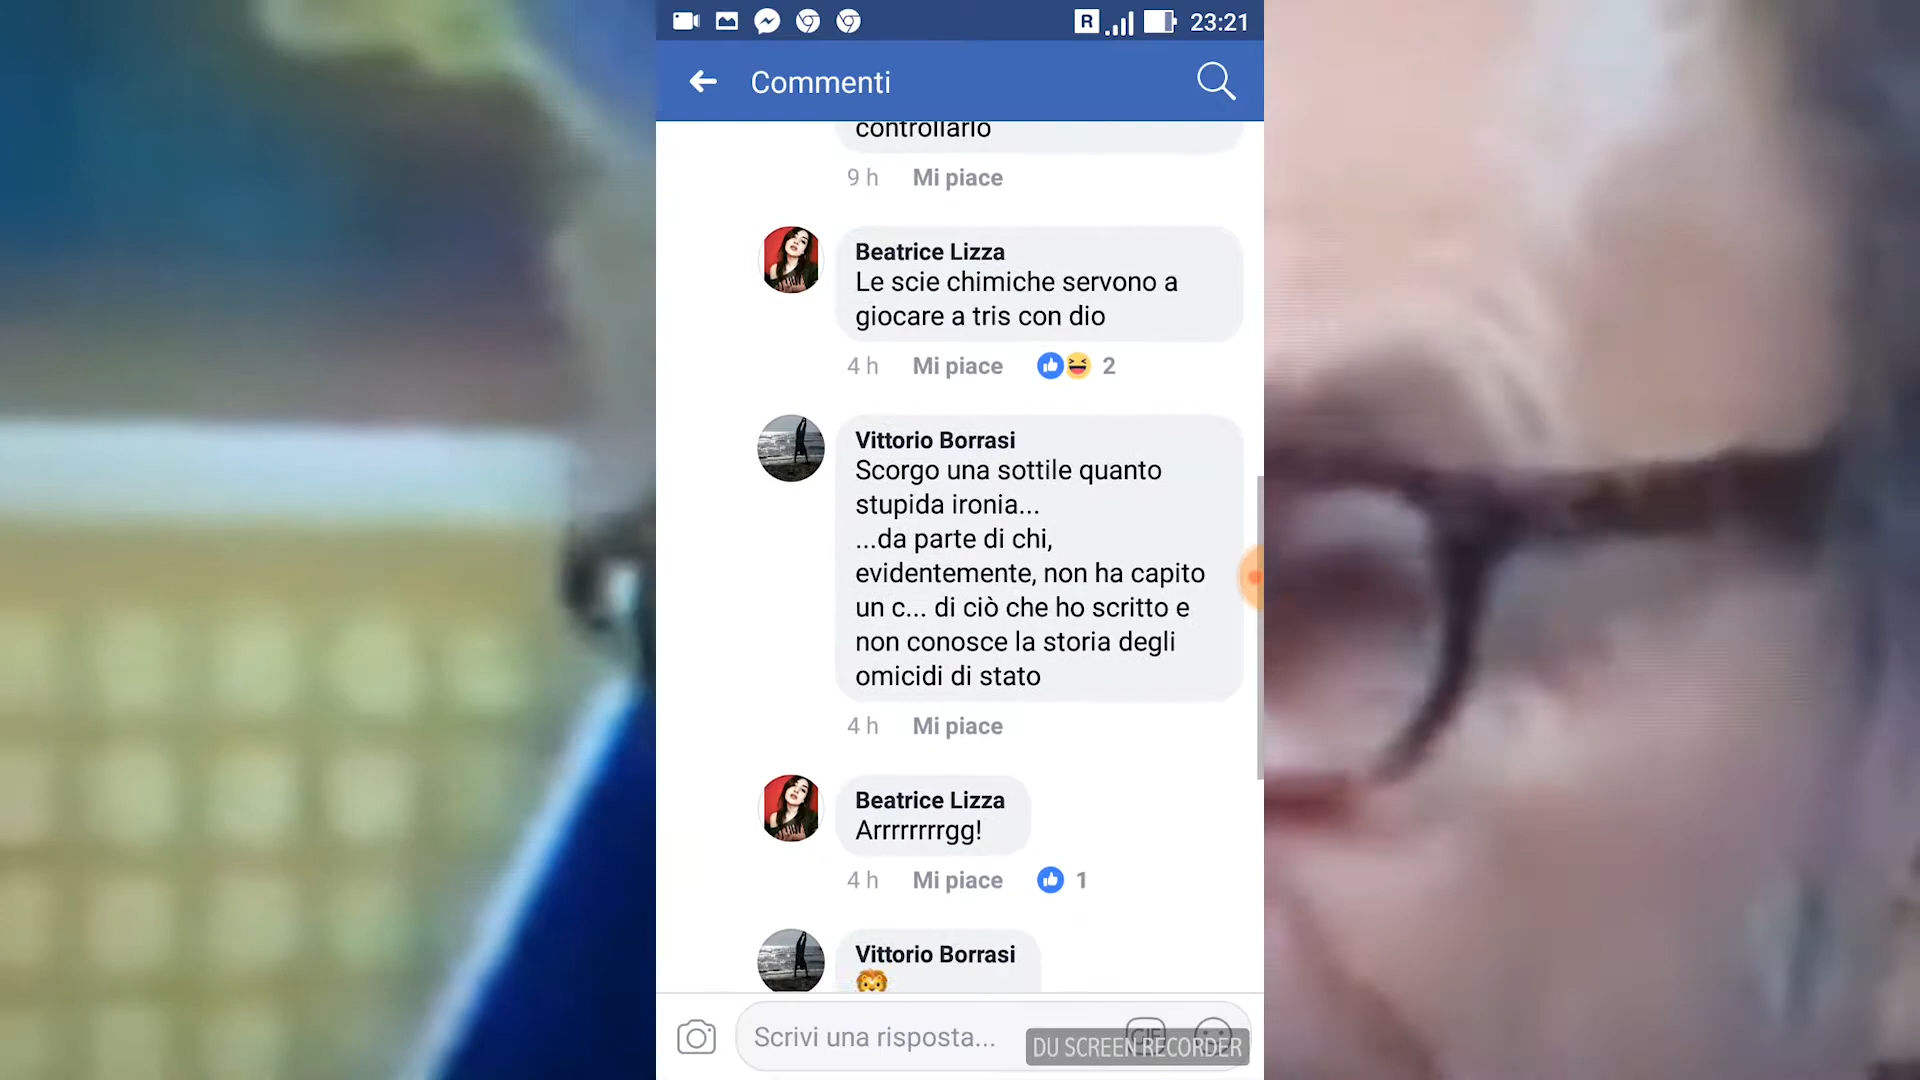 R
23:21
Commenti
controllarlo
9 h Mi piace
Beatrice Lizza
Le scie chimiche servono a
giocare a tris con dio
4 h Mi piace 2
Vittorio Borrasi
Scorgo una sottile quanto
stupida ironia...
...da parte di chi,
evidentemente, non ha capito
un c... di ciò che ho scritto e
non conosce la storia degli
omicidi di stato
4 h Mi piace
Beatrice Lizza
Arrrrrrrrgg!
4 h Mi piace 1
Vittorio Borrasi
Scrivi una risposta...
GIF
DU SCREEN RECORDER